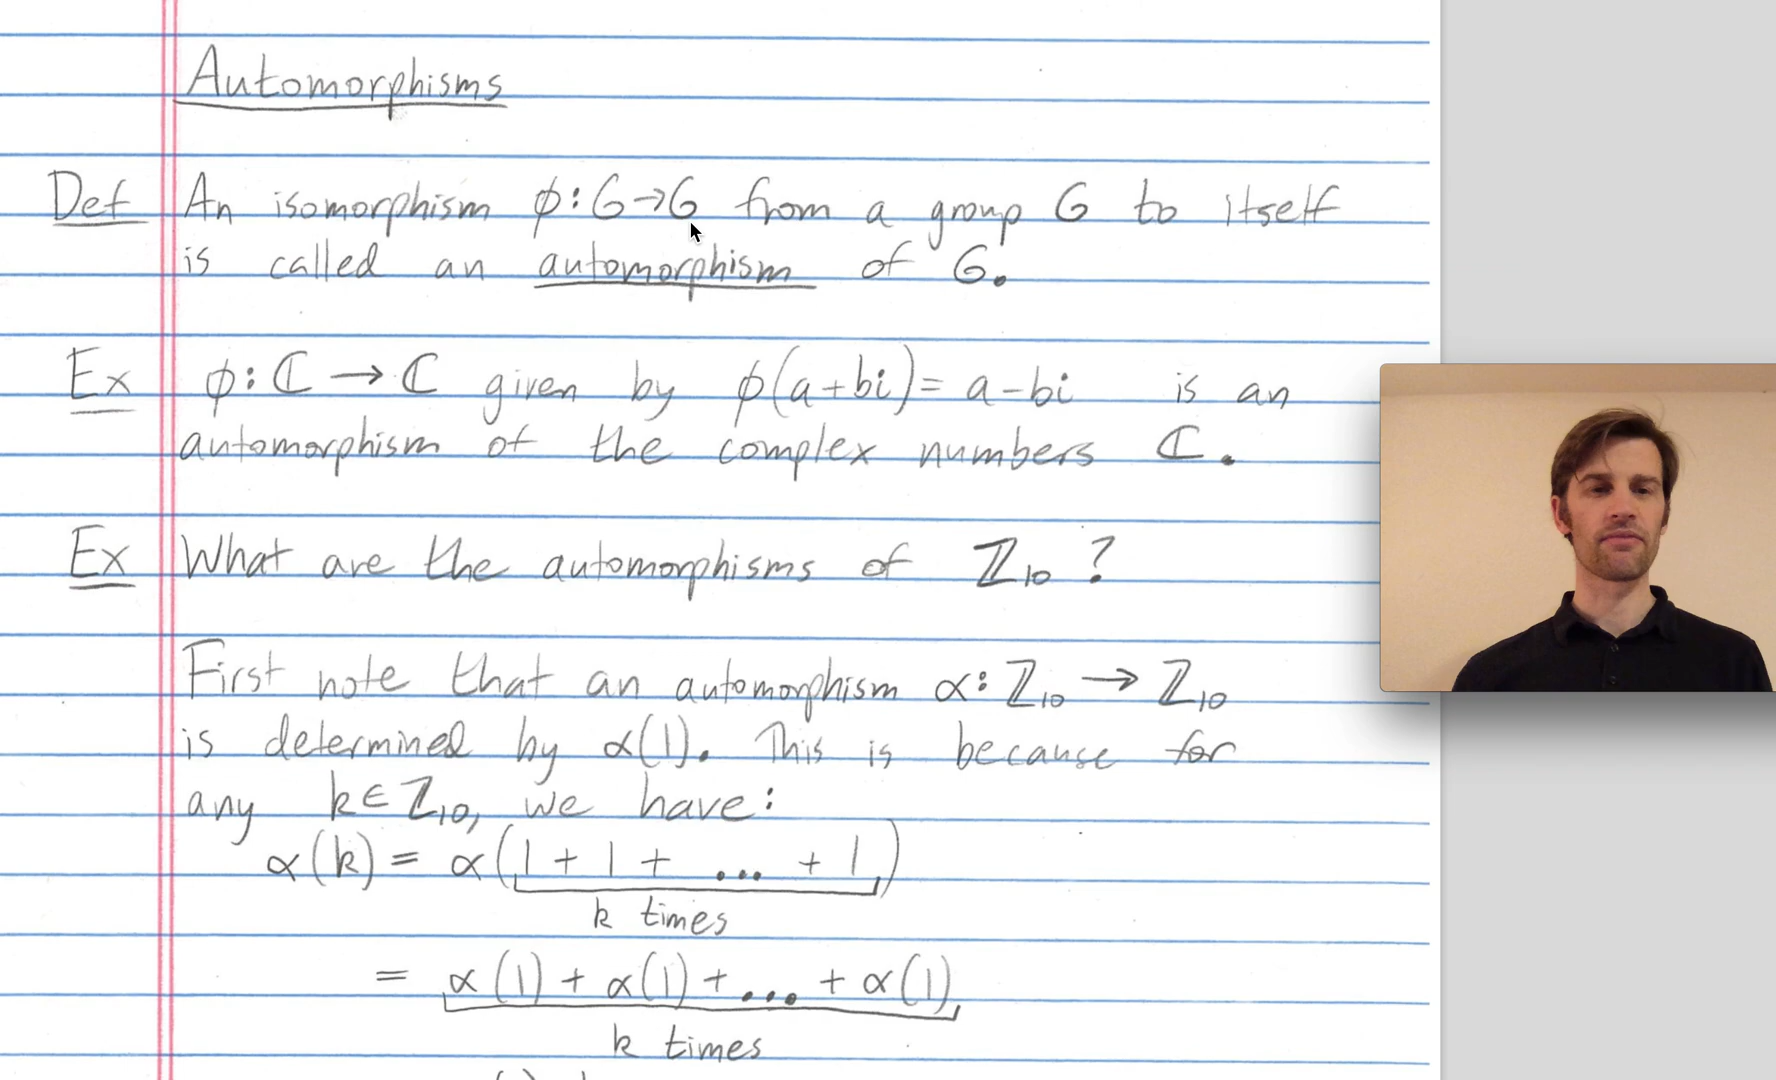 Automorphisms
Def An isomorphism ϕ: G→G from a group G to itself
is called an automorphism of G.
Ex ϕ: ℂ → ℂ given by ϕ(a+bi) = a-bi is an
automorphism of the complex numbers ℂ.
Ex What are the automorphisms of ℤ₁₀ ?
First note that an automorphism α: ℤ₁₀ → ℤ₁₀
is determined by α(1). This is because for
any k∈ℤ₁₀, we have:
α(k) = α(1 + 1 + ... + 1)
k times
= α(1) + α(1) + ... + α(1)
k times